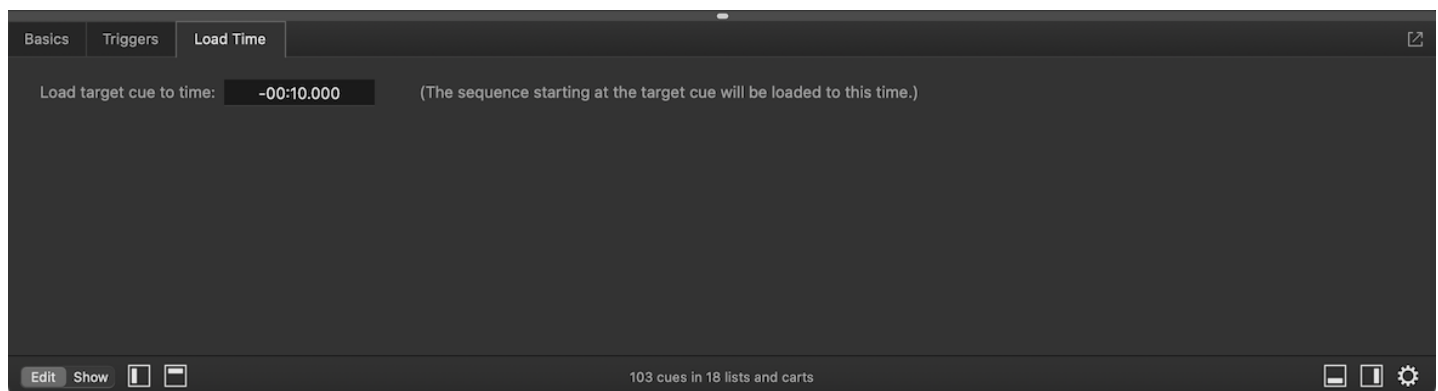 Basics Triggers Load Time
Load target cue to time: -00:10.000 (The sequence starting at the target cue will be loaded to this time.)
Edit Show 103 cues in 18 lists and carts